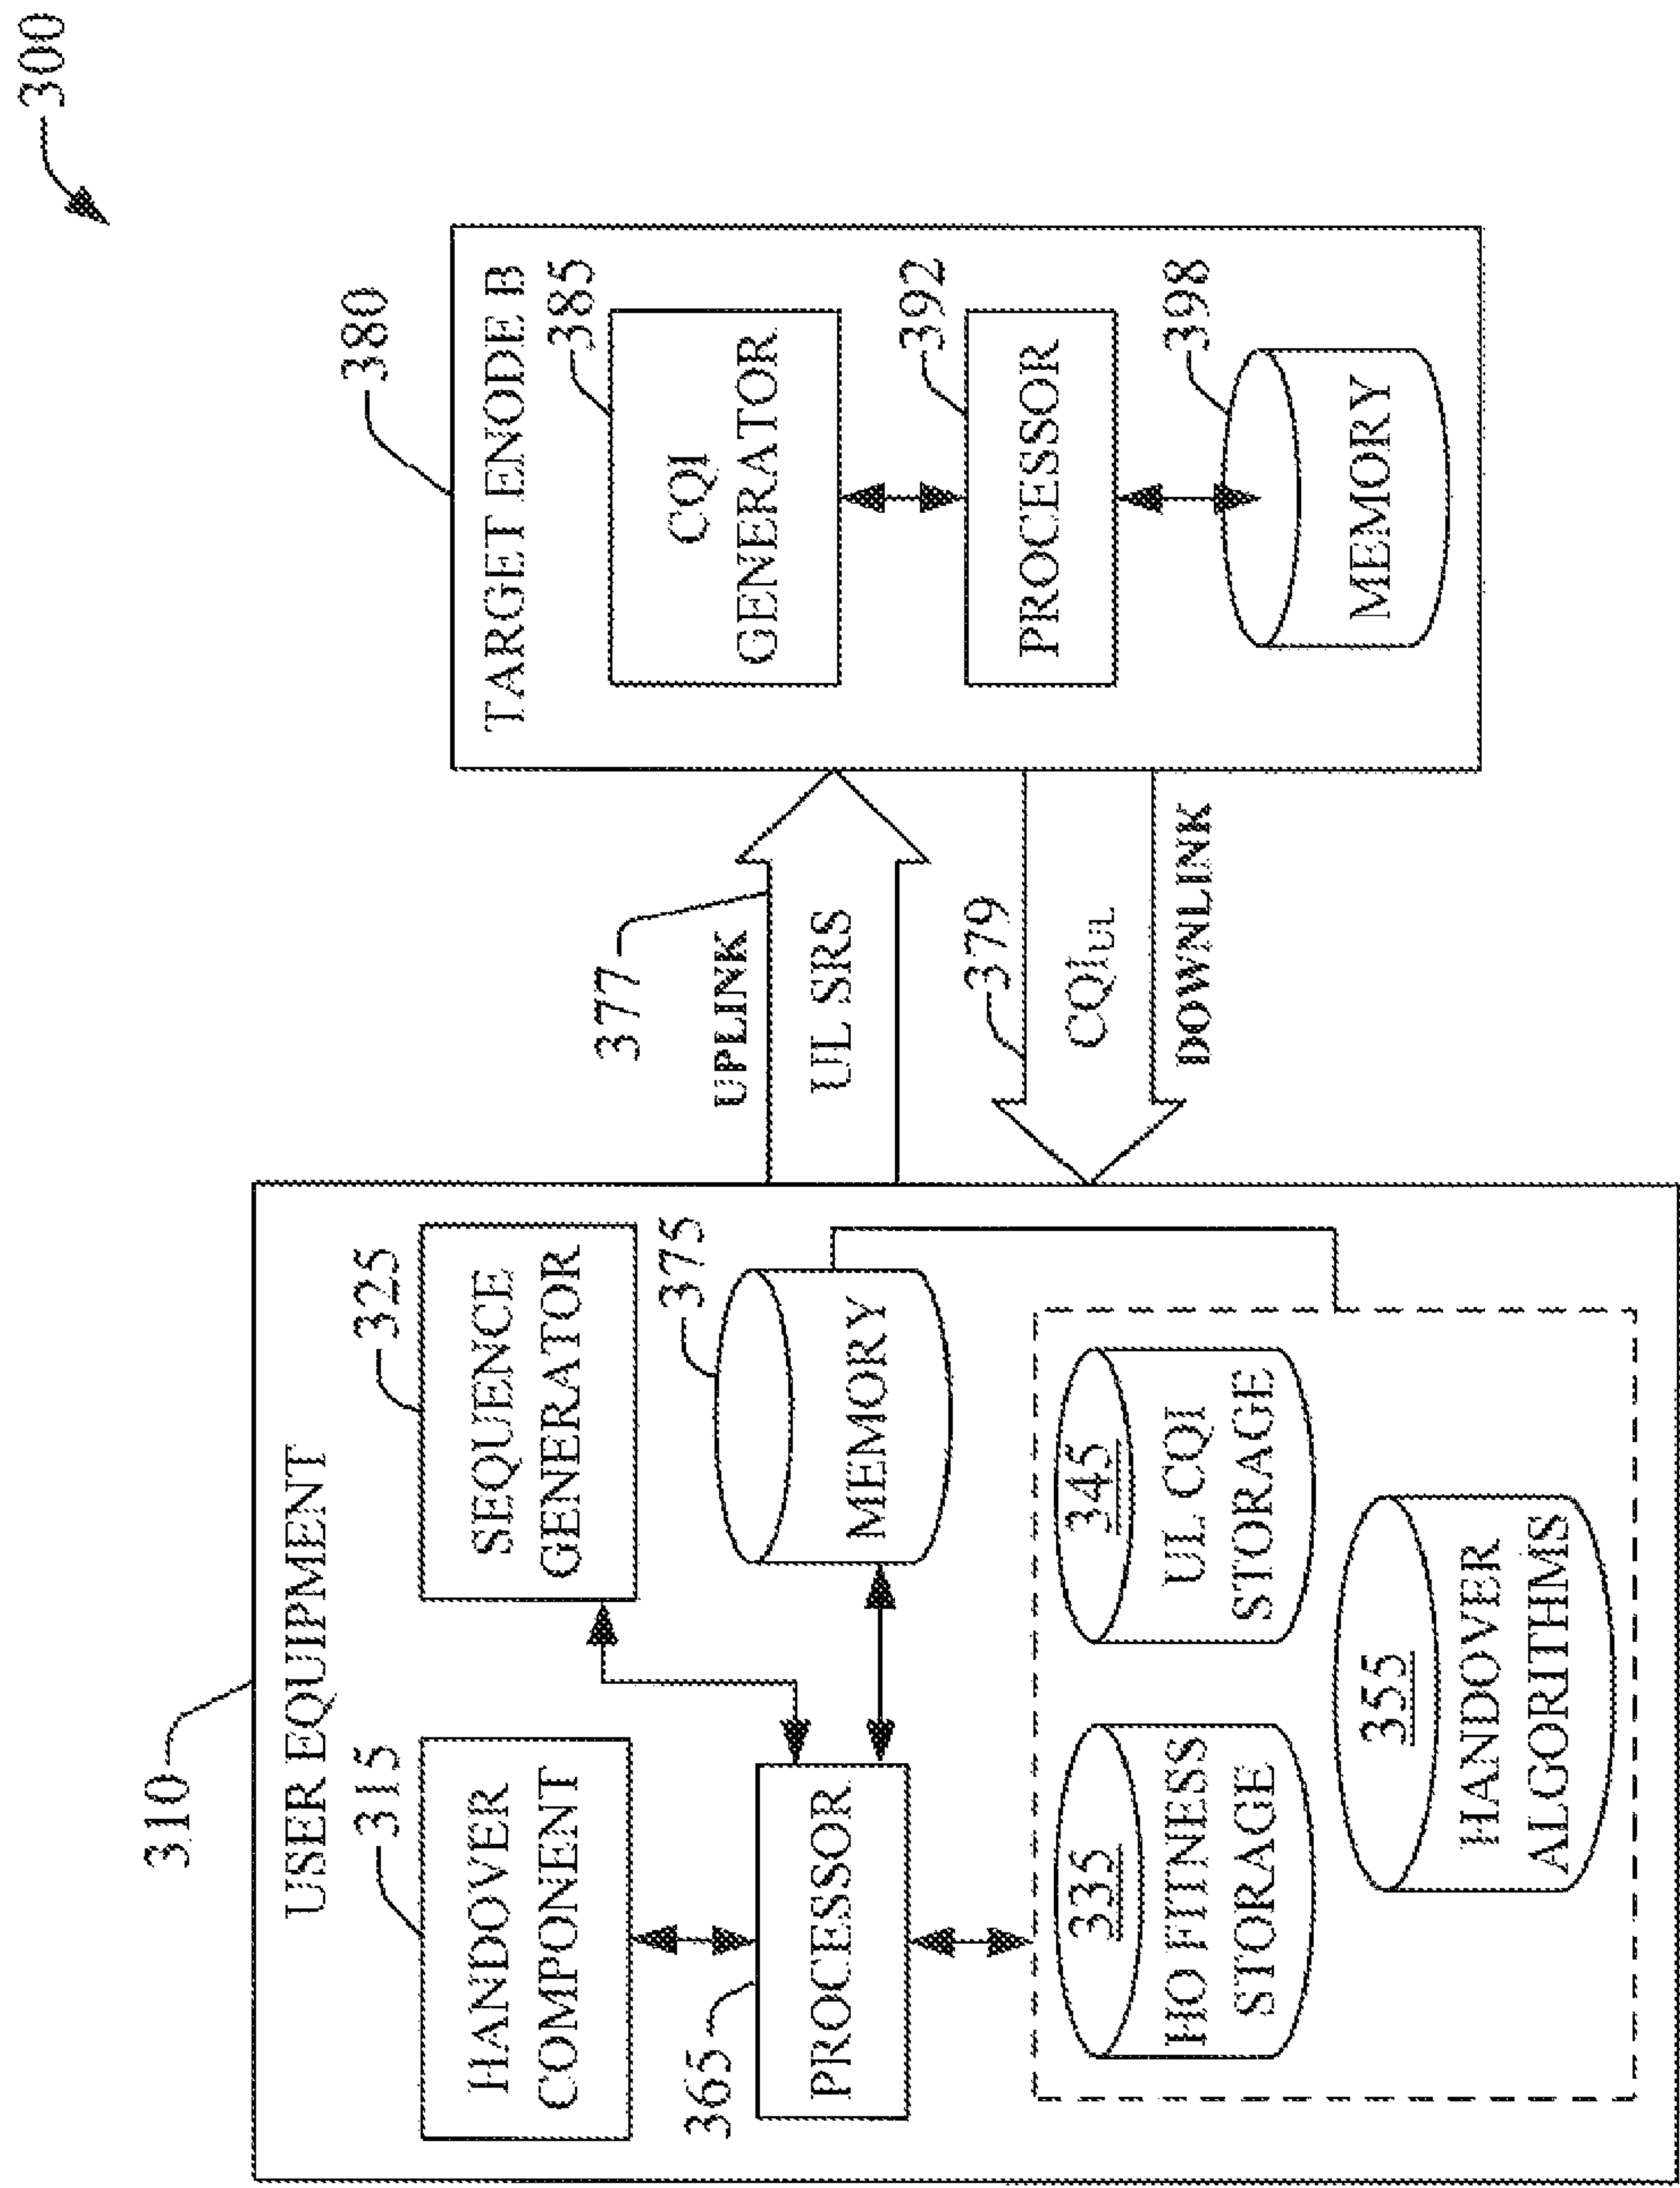 300
310
USER EQUIPMENT
315
HANDOVER
COMPONENT
325
SEQUENCE
GENERATOR
365
PROCESSOR
375
MEMORY
335
HO FITNESS
STORAGE
345
UL CQI
STORAGE
355
HANDOVER
ALGORITHMS
377
UPLINK
UL SRS
379
CQIUL
DOWNLINK
380
TARGET ENODE B
385
CQI
GENERATOR
392
PROCESSOR
398
MEMORY